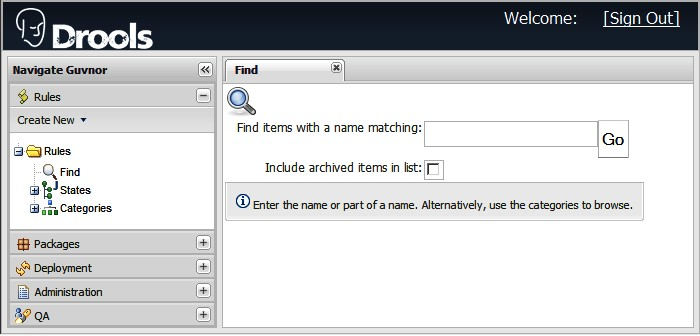 Drools
Welcome: [Sign Out]
Navigate Guvnor
Rules
Create New
Rules
Find
States
Categories
Packages
Deployment
Administration
QA
Find
Find items with a name matching:
Go
Include archived items in list:
Enter the name or part of a name. Alternatively, use the categories to browse.